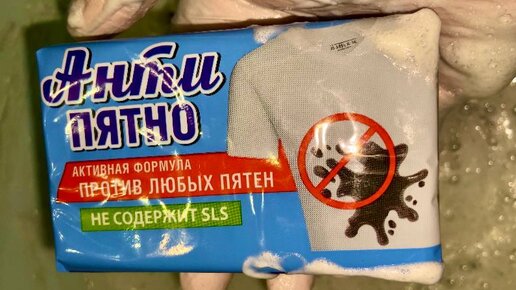 Анти
ПЯТНО
АКТИВНАЯ ФОРМУЛА
ПРОТИВ ЛЮБЫХ ПЯТЕН
НЕ СОДЕРЖИТ SLS